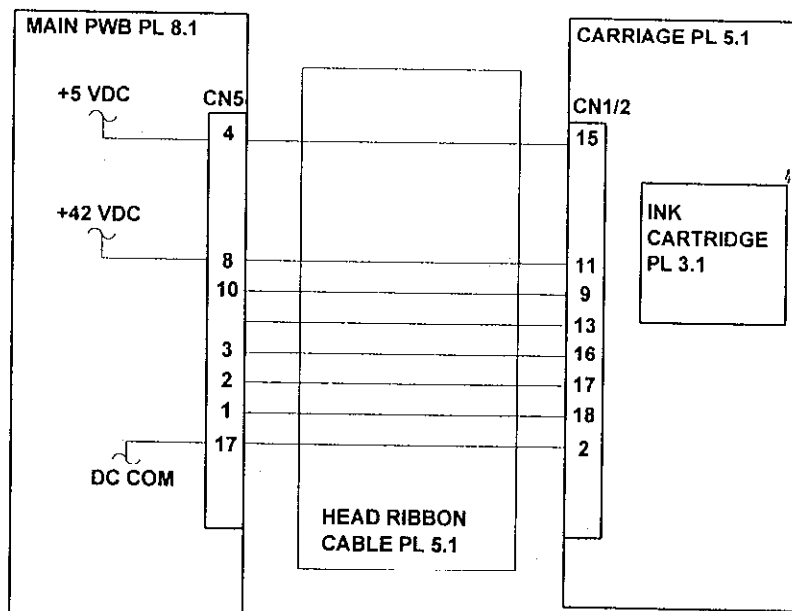 MAIN PWB PL 8.1
+5 VDC
CN5
4
+42 VDC
8
10
3
2
1
17
DC COM
HEAD RIBBON
CABLE PL 5.1
CARRIAGE PL 5.1
CN1/2
15
11
9
13
16
17
18
2
INK
CARTRIDGE
PL 3.1